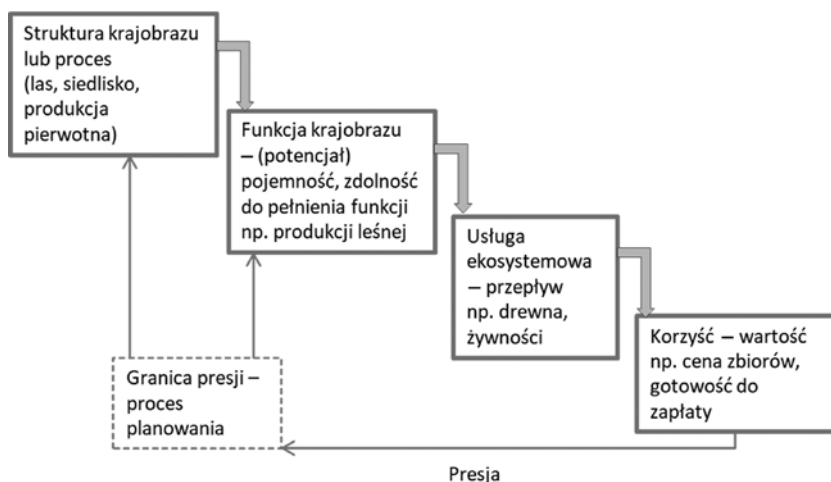 Struktura krajobrazu
lub proces
(las, siedlisko,
produkcja
pierwotna)
Funkcja krajobrazu
– (potencjał)
pojemność, zdolność
do pełnienia funkcji
np. produkcji leśnej
Usługa
ekosystemowa
– przepływ
np. drewna,
żywności
Korzyść – wartość
np. cena zbiorów,
gotowość do
zapłaty
Granica presji –
proces
planowania
Presja